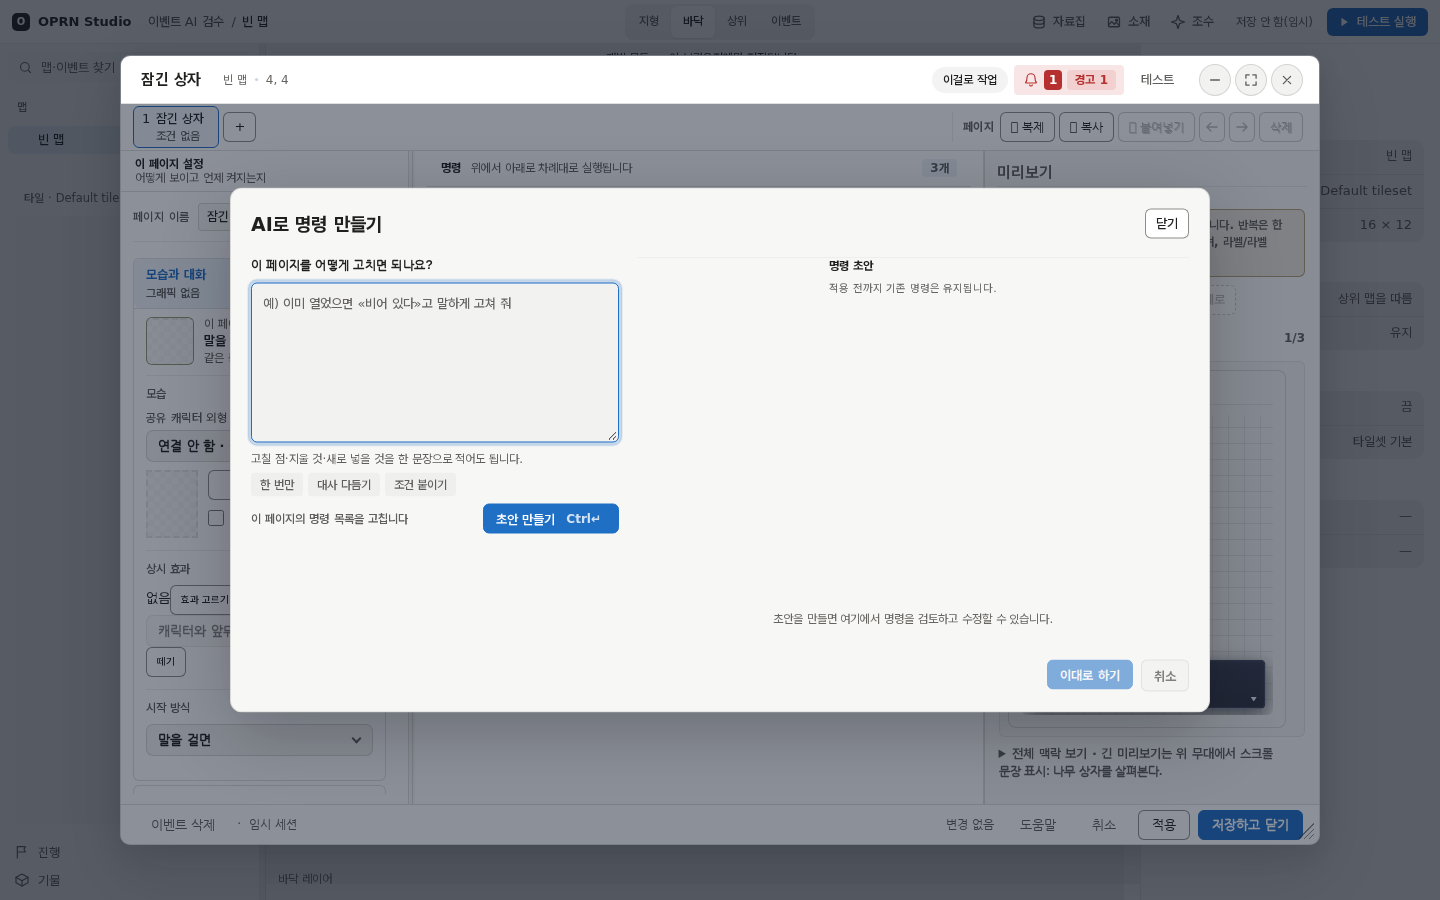 O OPRN Studio 이벤트 AI 검수 / 빈 맵
지형 바닥 상위 이벤트
자료집 소재 조수 저장 안 함(임시) 테스트 실행
맵·이벤트 찾기
맵
빈 맵
타일 · Default tile
진행
기물
잠긴 상자 빈 맵 · 4, 4
이걸로 작업 1 경고 1 테스트
1 잠긴 상자
조건 없음
+
페이지 복제 복사 붙여넣기 ← → 삭제
이 페이지 설정
어떻게 보이고 언제 켜지는지
명령 위에서 아래로 차례대로 실행됩니다 3개
미리보기
페이지 이름 잠긴
모습과 대화
그래픽 없음
말을
같은
모습
공유 캐릭터 외형
연결 안 함 ·
상시 효과
없음 효과 고르기
캐릭터와 앞뒤
떼기
시작 방식
말을 걸면
AI로 명령 만들기
닫기
이 페이지를 어떻게 고치면 되나요?
예) 이미 열었으면 «비어 있다»고 말하게 고쳐 줘
고칠 점·지울 것·새로 넣을 것을 한 문장으로 적어도 됩니다.
한 번만 대사 다듬기 조건 붙이기
이 페이지의 명령 목록을 고칩니다
초안 만들기 Ctrl↵
명령 초안
적용 전까지 기존 명령은 유지됩니다.
초안을 만들면 여기에서 명령을 검토하고 수정할 수 있습니다.
이대로 하기 취소
니다. 반복은 한
, 라벨/라벨
1/3
▶ 전체 맥락 보기 · 긴 미리보기는 위 무대에서 스크롤
문장 표시: 나무 상자를 살펴본다.
이벤트 삭제 · 임시 세션
변경 없음 도움말 취소 적용 저장하고 닫기
빈 맵
Default tileset
16 × 12
상위 맵을 따름
유지
끔
타일셋 기본
—
—
바닥 레이어